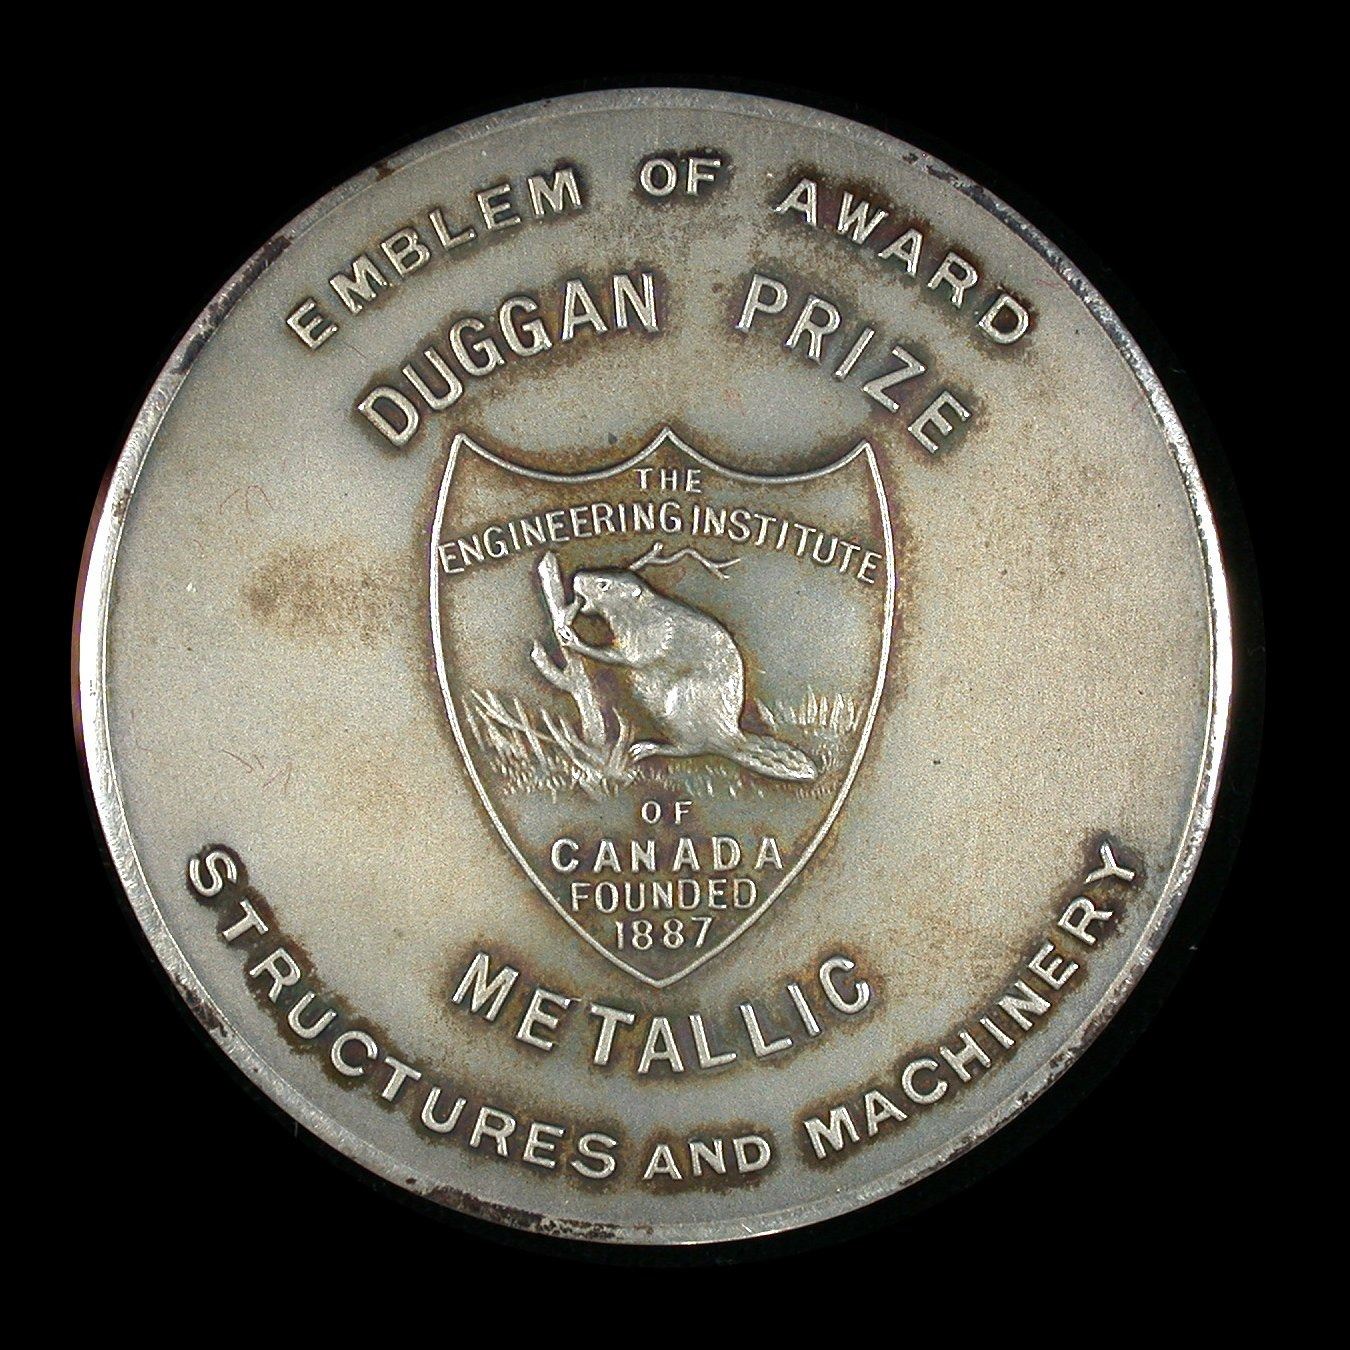 EMBLEM OF AWARD
DUGGAN PRIZE
THE
ENGINEERING INSTITUTE
OF
CANADA
FOUNDED
1887
METALLIC
STRUCTURES AND MACHINERY